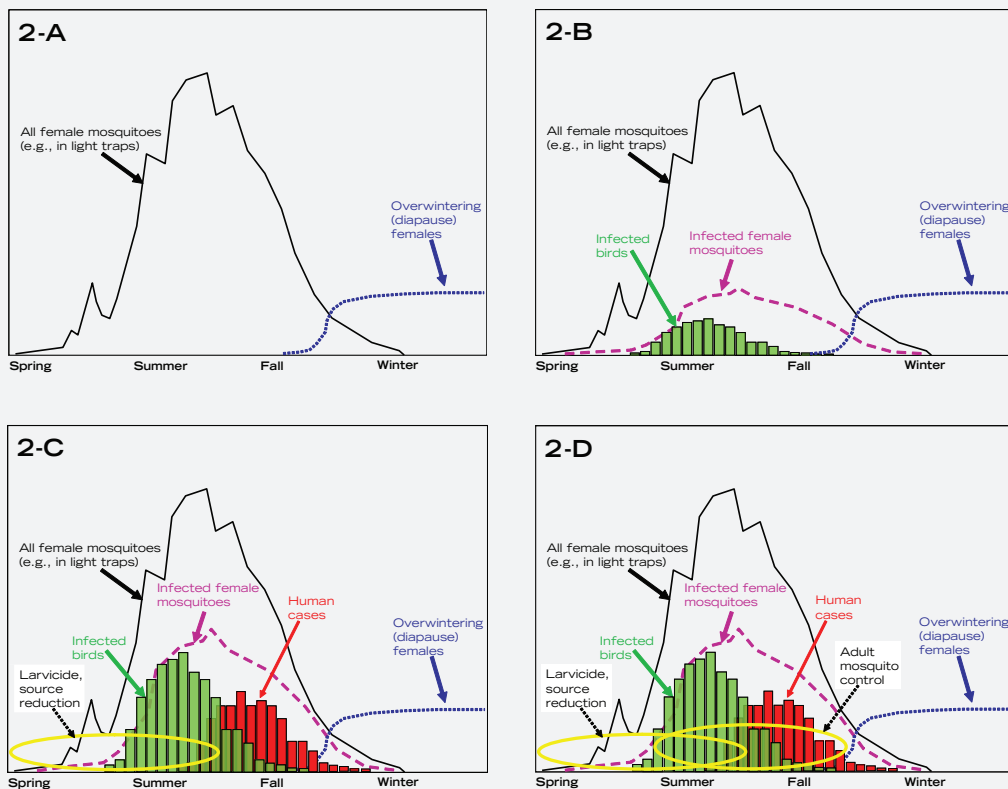 2-A
All female mosquitoes
(e.g., in light traps)
Overwintering
(diapause)
females
Spring Summer Fall Winter
2-B
All female mosquitoes
(e.g., in light traps)
Overwintering
(diapause)
females
Infected
birds
Infected female
mosquitoes
Spring Summer Fall Winter
2-C
All female mosquitoes
(e.g., in light traps)
Infected female
mosquitoes
Human
cases
Overwintering
(diapause)
females
Infected
birds
Larvicide,
source
reduction
Spring Summer Fall Winter
2-D
All female mosquitoes
(e.g., in light traps)
Infected female
mosquitoes
Human
cases
Overwintering
(diapause)
females
Infected
birds
Adult
mosquito
control
Larvicide,
source
reduction
Spring Summer Fall Winter